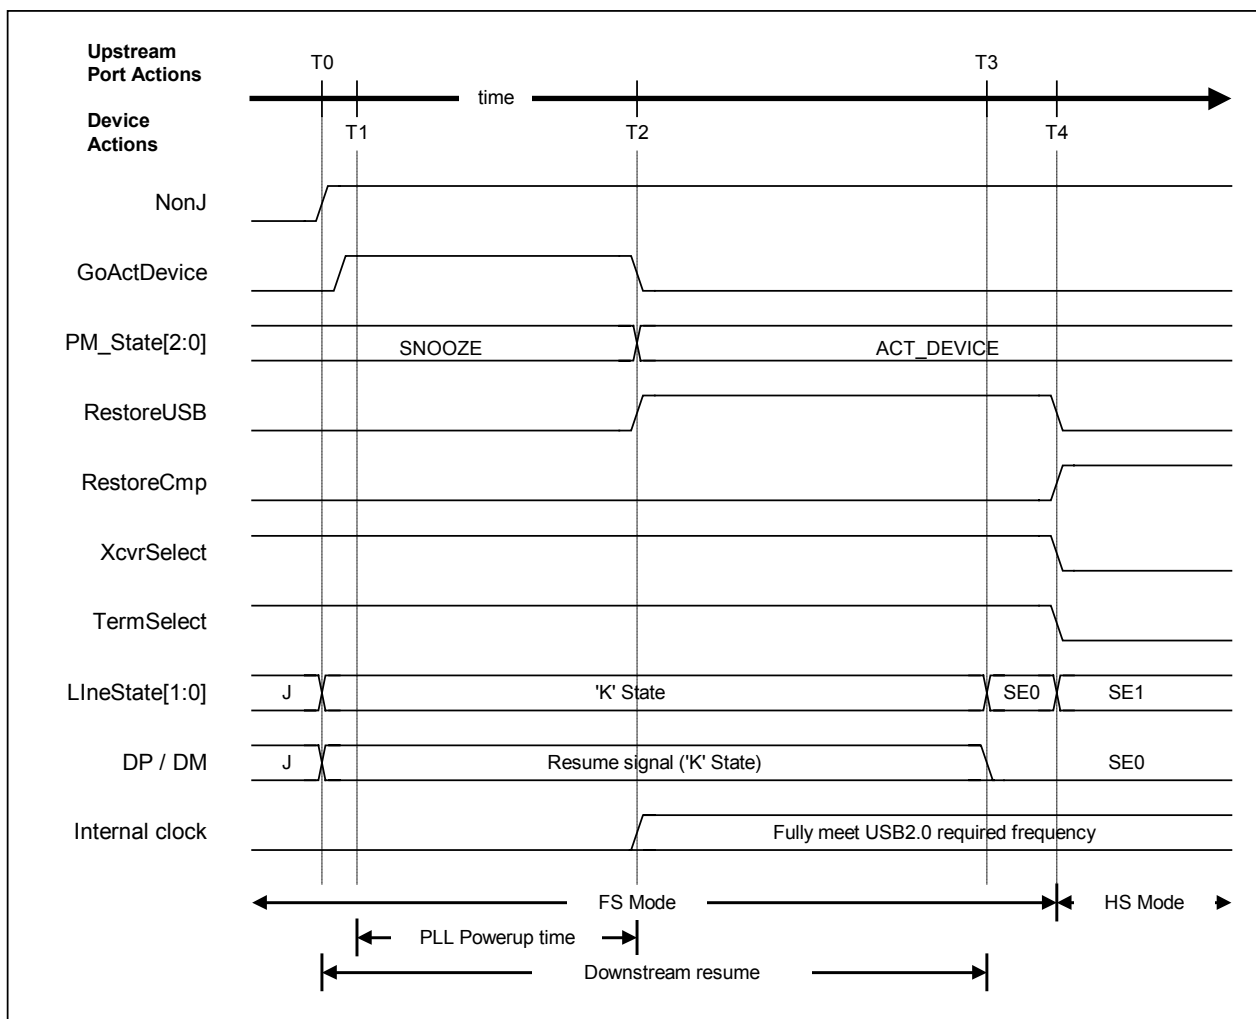 Upstream
Port Actions
T0
T3
time
Device
Actions
T1
T2
T4
NonJ
GoActDevice
PM_State[2:0]
SNOOZE
ACT_DEVICE
RestoreUSB
RestoreCmp
XcvrSelect
TermSelect
LIneState[1:0]
J
'K' State
SE0
SE1
DP / DM
J
Resume signal ('K' State)
SE0
Internal clock
Fully meet USB2.0 required frequency
FS Mode
HS Mode
PLL Powerup time
Downstream resume